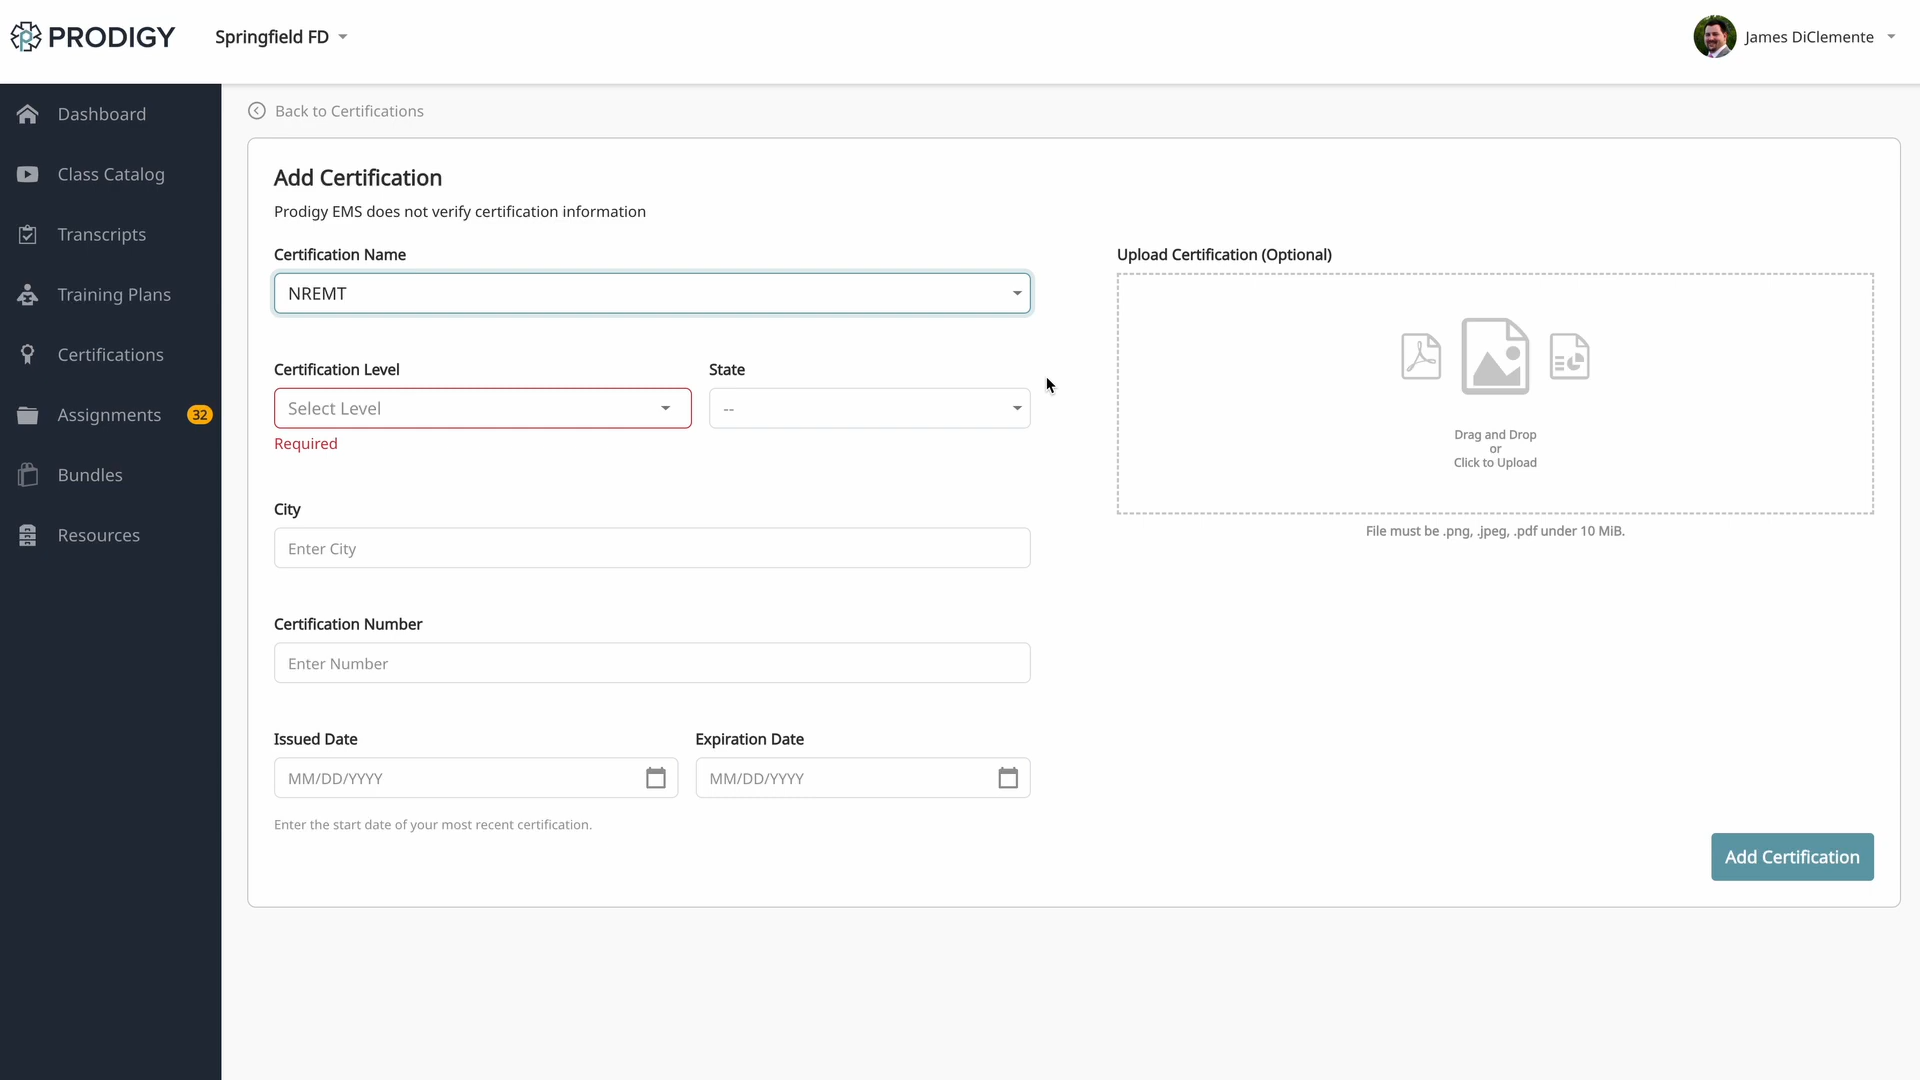 PRODIGY
Springfield FD
James DiClemente
Dashboard
Class Catalog
Transcripts
Training Plans
Certifications
Assignments 32
Bundles
Resources
Back to Certifications
Add Certification
Prodigy EMS does not verify certification information
Certification Name
NREMT
Certification Level
State
Select Level
--
Required
City
Enter City
Certification Number
Enter Number
Issued Date
Expiration Date
MM/DD/YYYY
MM/DD/YYYY
Enter the start date of your most recent certification.
Upload Certification (Optional)
Drag and Drop
or
Click to Upload
File must be .png, .jpeg, .pdf under 10 MiB.
Add Certification